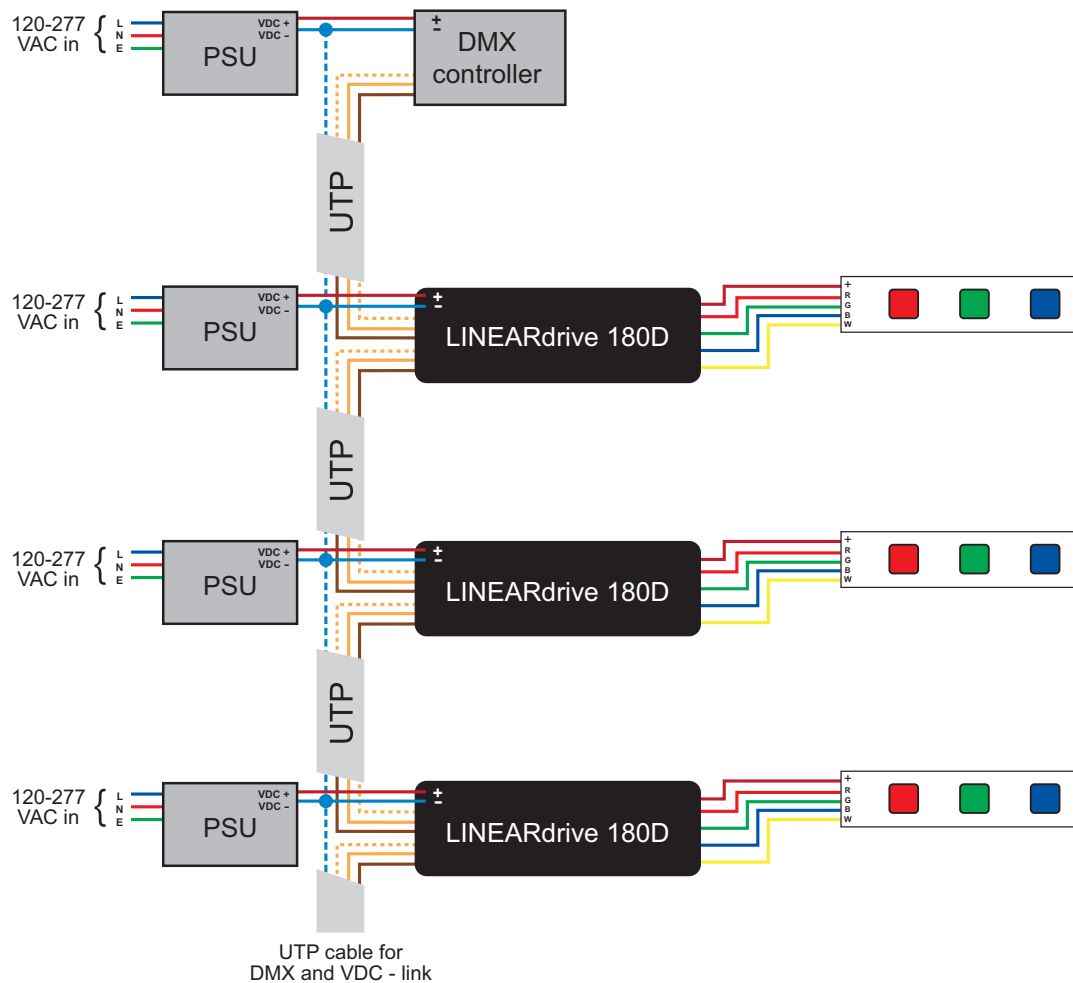 120-277
VAC in
{
L
N
E
PSU
VDC +
VDC -
+
-
DMX
controller
UTP
120-277
VAC in
{
L
N
E
PSU
VDC +
VDC -
+
-
LINEARdrive 180D
+
R
G
B
W
UTP
120-277
VAC in
{
L
N
E
PSU
VDC +
VDC -
+
-
LINEARdrive 180D
+
R
G
B
W
UTP
120-277
VAC in
{
L
N
E
PSU
VDC +
VDC -
+
-
LINEARdrive 180D
+
R
G
B
W
UTP cable for
DMX and VDC - link